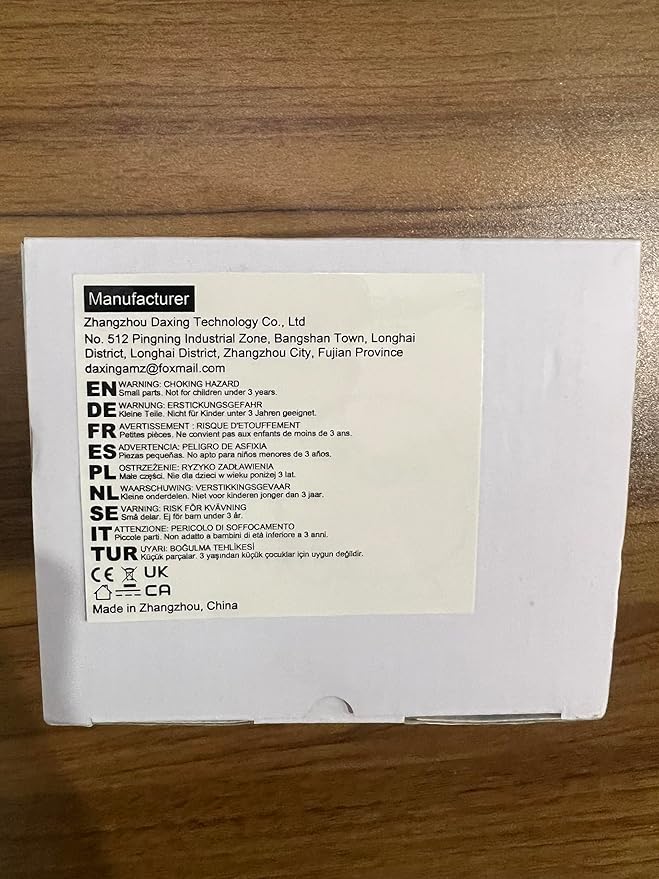 Manufacturer
Zhangzhou Daxing Technology Co., Ltd
No. 512 Pingning Industrial Zone, Bangshan Town, Longhai
District, Longhai District, Zhangzhou City, Fujian Province
daxingamz@foxmail.com
EN WARNING: CHOKING HAZARD
Small parts. Not for children under 3 years.
DE WARNUNG: ERSTICKUNGSGEFAHR
Kleine Teile. Nicht für Kinder unter 3 Jahren geeignet.
FR AVERTISSEMENT : RISQUE D'ETOUFFEMENT
Petites pièces. Ne convient pas aux enfants de moins de 3 ans.
ES ADVERTENCIA: PELIGRO DE ASFIXIA
Piezas pequeñas. No apto para niños menores de 3 años.
PL OSTRZEŻENIE: RYZYKO ZADŁAWIENIA
Małe części. Nie dla dzieci w wieku poniżej 3 lat.
NL WAARSCHUWING: VERSTIKKINGSGEVAAR
Kleine onderdelen. Niet voor kinderen jonger dan 3 jaar.
SE VARNING: RISK FÖR KVÄVNING
Små delar. Ej för barn under 3 år.
IT ATTENZIONE: PERICOLO DI SOFFOCAMENTO
Piccole parti. Non adatto a bambini di età inferiore a 3 anni.
TUR UYARI: BOĞULMA TEHLİKESİ
Küçük parçalar. 3 yaşından küçük çocuklar için uygun değildir.
CE UK
CA
Made in Zhangzhou, China